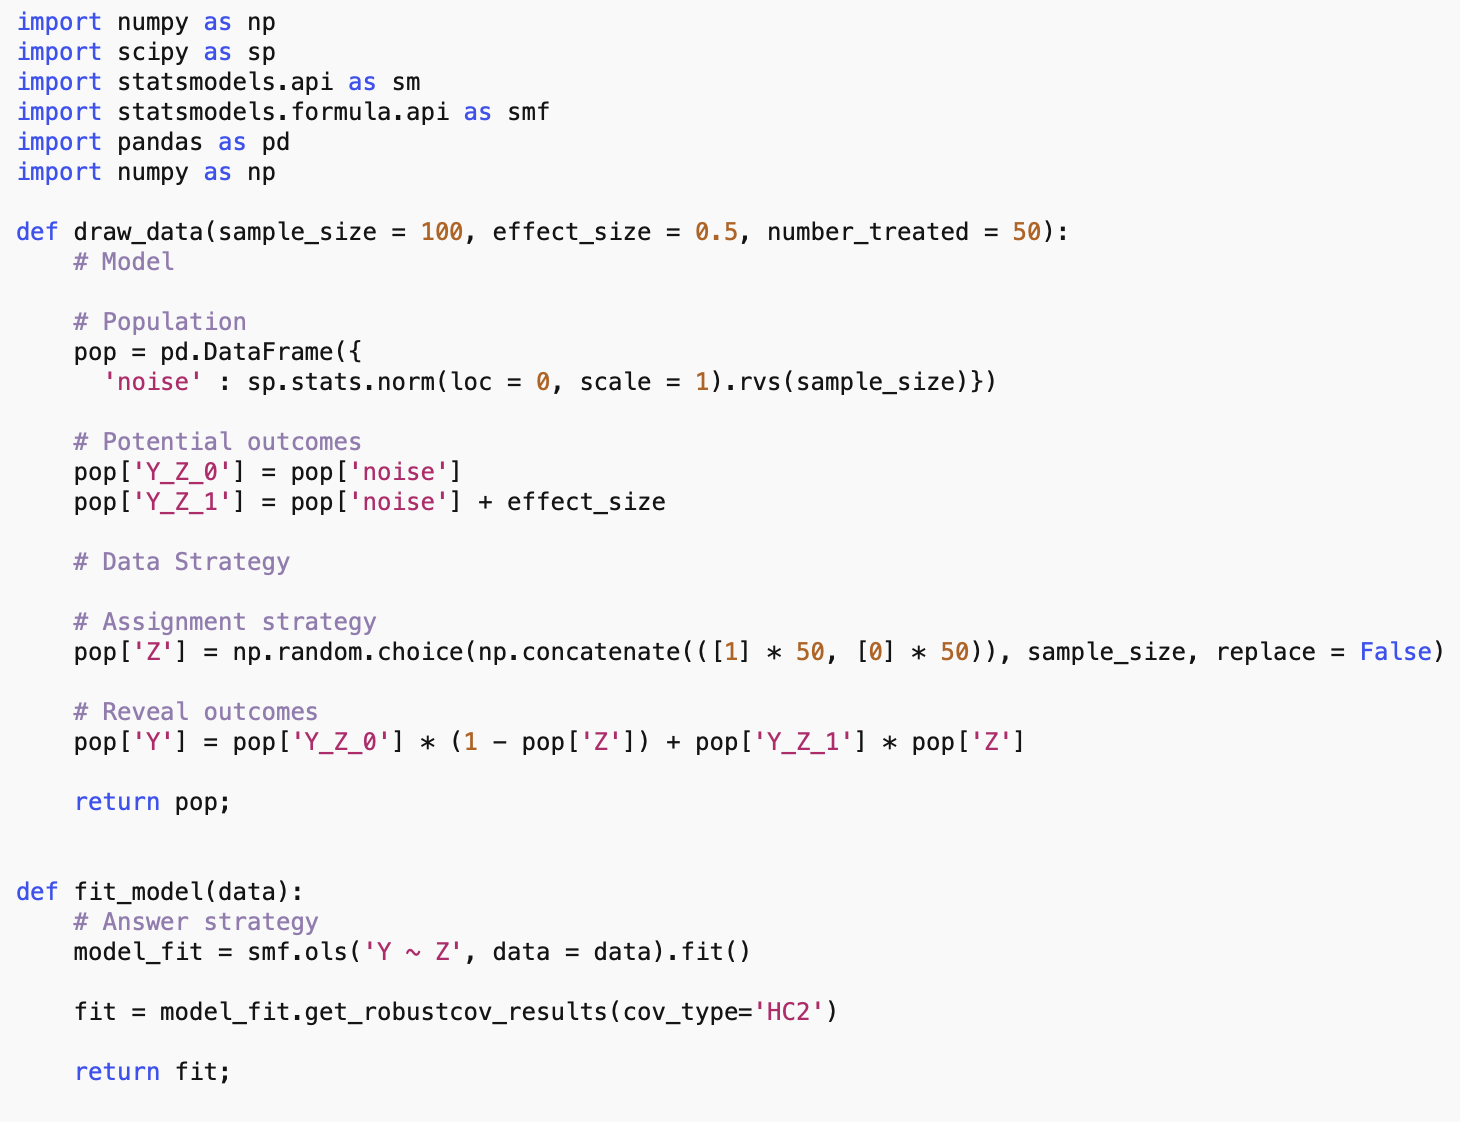 import numpy as np
import scipy as sp
import statsmodels.api as sm
import statsmodels.formula.api as smf
import pandas as pd
import numpy as np

def draw_data(sample_size = 100, effect_size = 0.5, number_treated = 50):
    # Model

    # Population
    pop = pd.DataFrame({
      'noise' : sp.stats.norm(loc = 0, scale = 1).rvs(sample_size)})

    # Potential outcomes
    pop['Y_Z_0'] = pop['noise']
    pop['Y_Z_1'] = pop['noise'] + effect_size

    # Data Strategy

    # Assignment strategy
    pop['Z'] = np.random.choice(np.concatenate(([1] * 50, [0] * 50)), sample_size, replace = False)

    # Reveal outcomes
    pop['Y'] = pop['Y_Z_0'] * (1 - pop['Z']) + pop['Y_Z_1'] * pop['Z']

    return pop;


def fit_model(data):
    # Answer strategy
    model_fit = smf.ols('Y ~ Z', data = data).fit()

    fit = model_fit.get_robustcov_results(cov_type='HC2')

    return fit;